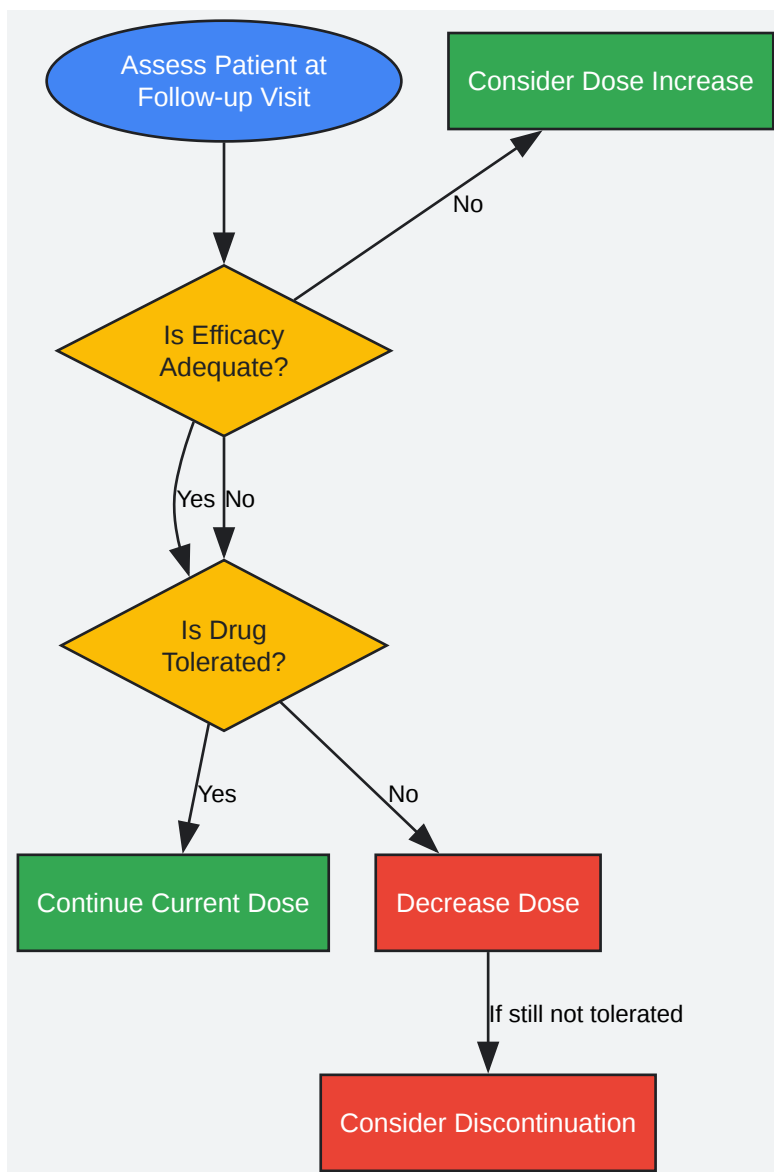 Assess Patient at
Follow-up Visit
Consider Dose Increase
No
Is Efficacy
Adequate?
Yes
No
Is Drug
Tolerated?
Yes
No
Continue Current Dose
Decrease Dose
If still not tolerated
Consider Discontinuation